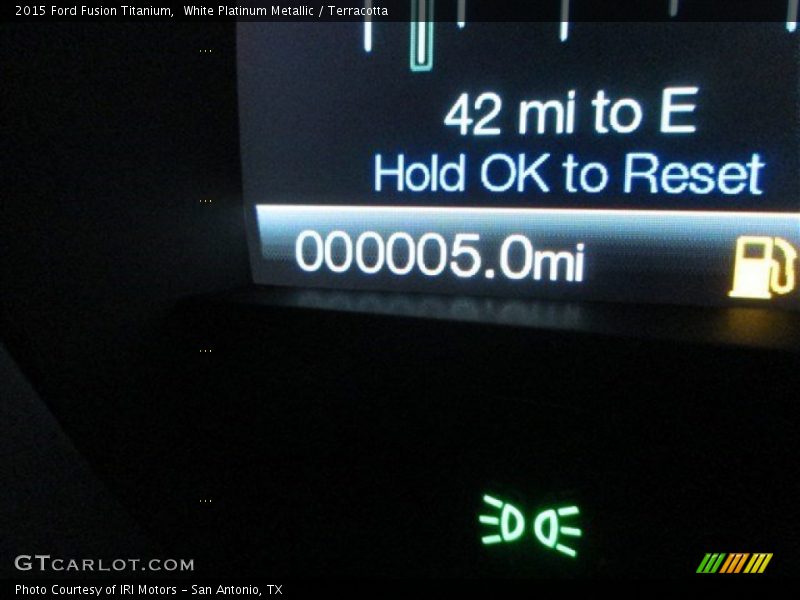 2015 Ford Fusion Titanium,  White Platinum Metallic / Terracotta
42 mi to E
Hold OK to Reset
000005.0mi
GTCARLOT.COM
Photo Courtesy of IRI Motors - San Antonio, TX